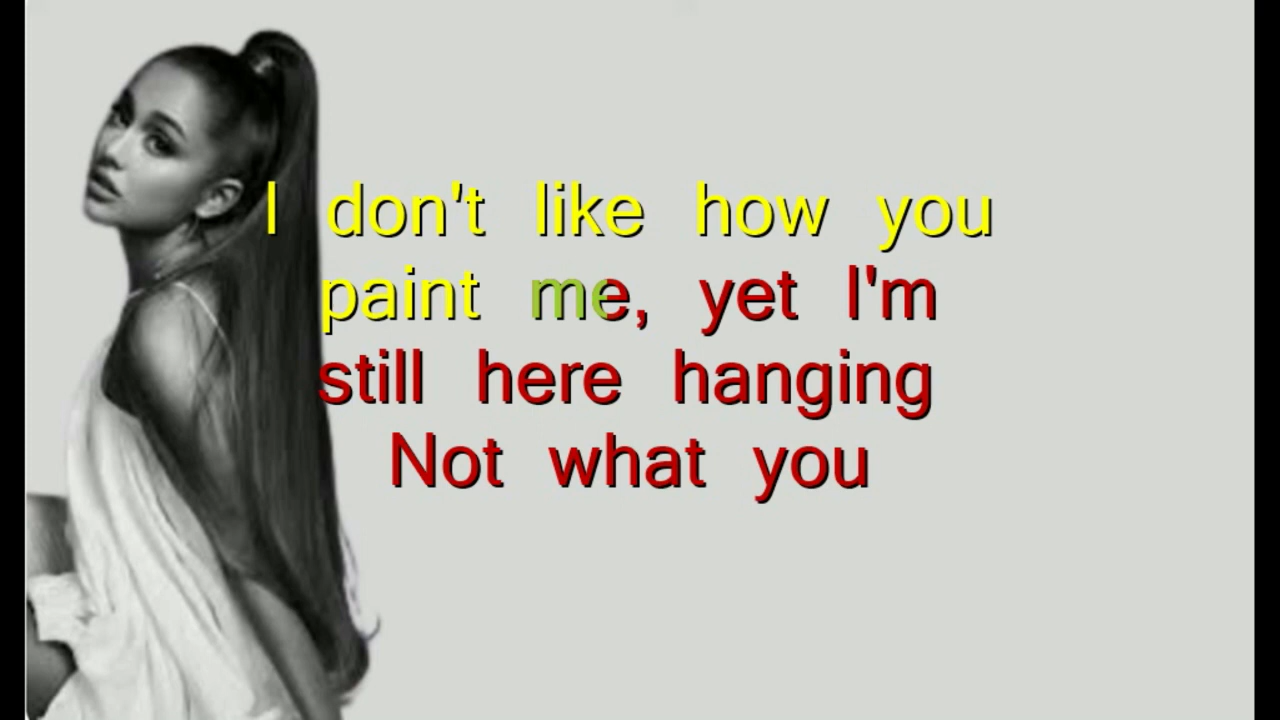 I don't like how you
paint me, yet I'm
still here hanging
Not what you